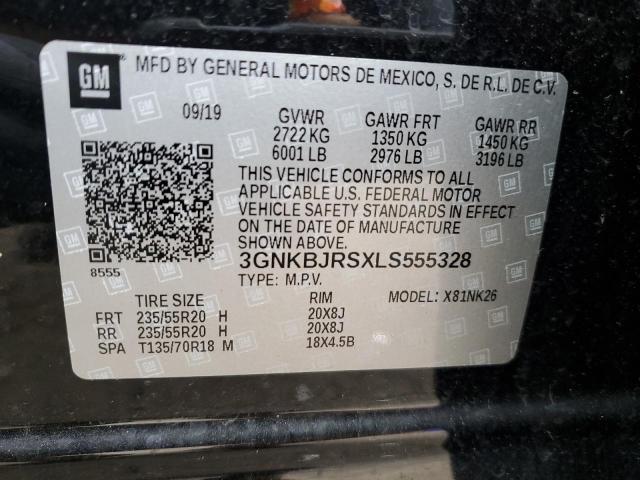 GM MFD BY GENERAL MOTORS DE MEXICO, S. DE R.L. DE C.V.
09/19 GVWR GAWR FRT GAWR RR
2722 KG 1350 KG 1450 KG
6001 LB 2976 LB 3196 LB
THIS VEHICLE CONFORMS TO ALL
APPLICABLE U.S. FEDERAL MOTOR
VEHICLE SAFETY STANDARDS IN EFFECT
ON THE DATE OF MANUFACTURE
SHOWN ABOVE.
3GNKBJRSXLS555328
8555 TYPE: M.P.V. MODEL: X81NK26
TIRE SIZE RIM
FRT 235/55R20 H 20X8J
RR 235/55R20 H 20X8J
SPA T135/70R18 M 18X4.5B